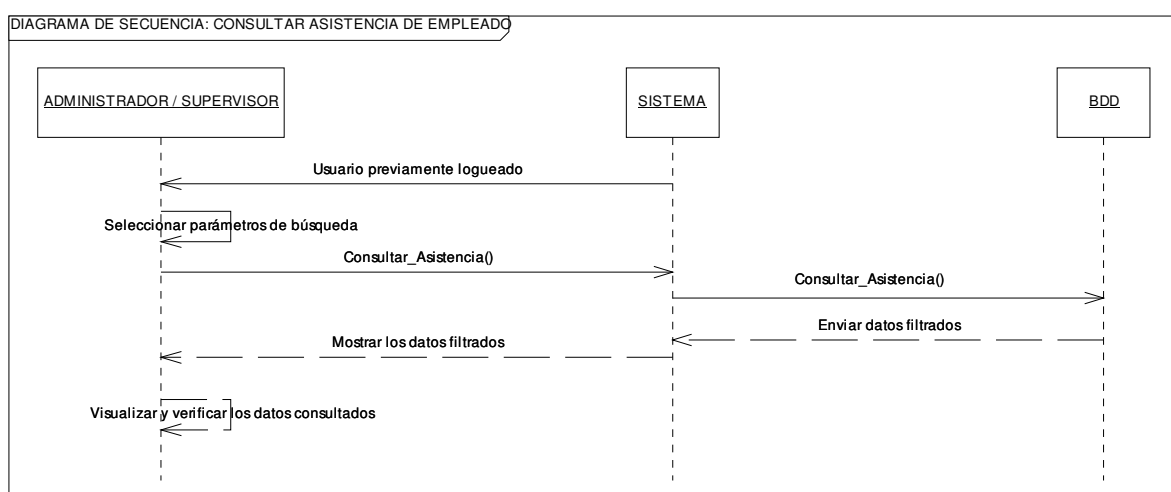 DIAGRAMA DE SECUENCIA: CONSULTAR ASISTENCIA DE EMPLEADO
ADMINISTRADOR / SUPERVISOR
SISTEMA
BDD
Usuario previamente logueado
Seleccionar parámetros de búsqueda
Consultar_Asistencia()
Consultar_Asistencia()
Enviar datos filtrados
Mostrar los datos filtrados
Visualizar y verificar los datos consultados